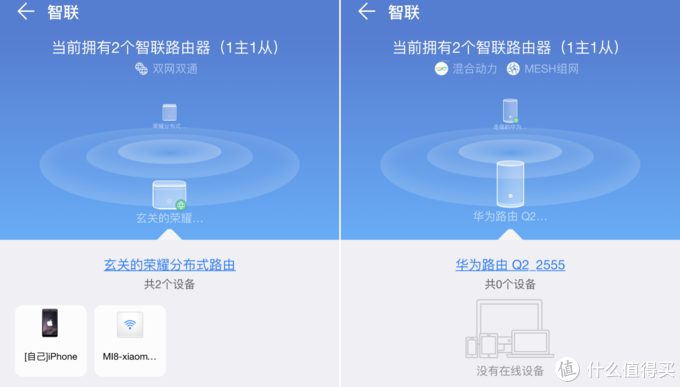 智联
当前拥有2个智联路由器（1主1从）
双网双通
荣耀分布式...
玄关的荣耀...
玄关的荣耀分布式路由
共2个设备
[自己]iPhone
MI8-xiaom...
智联
当前拥有2个智联路由器（1主1从）
混合动力
MESH组网
华为路由 Q2...
华为路由 Q2_2555
共0个设备
没有在线设备
值 什么值得买